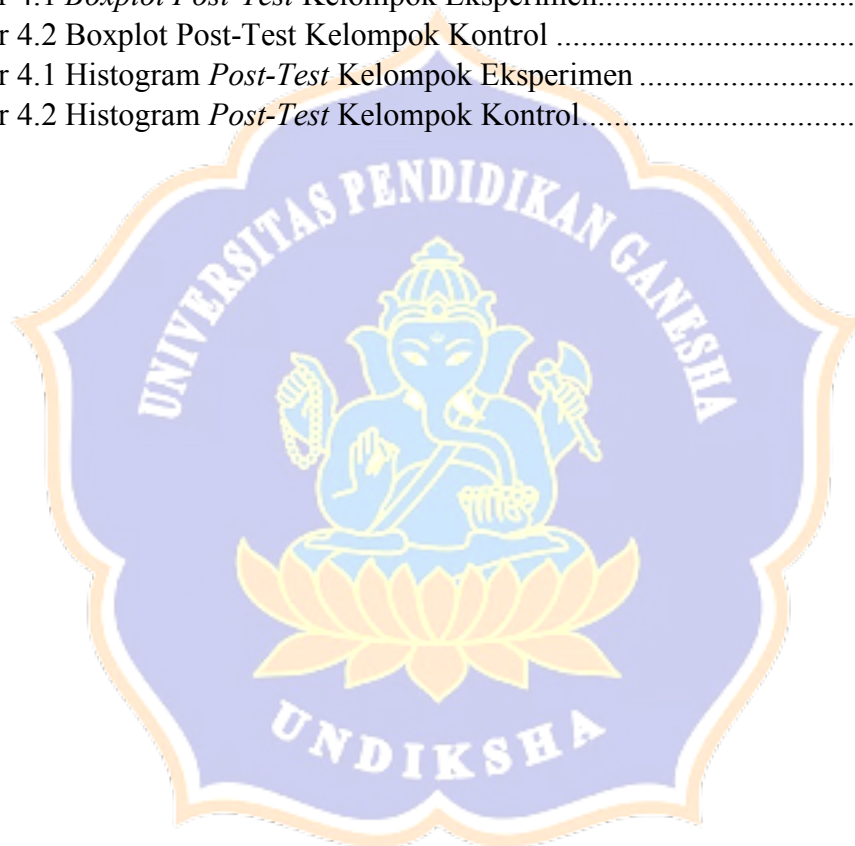 r 4.1 Boxplot Post-Test Kelompok Eksperimen........................................
r 4.2 Boxplot Post-Test Kelompok Kontrol ........................................
r 4.1 Histogram Post-Test Kelompok Eksperimen ............................
r 4.2 Histogram Post-Test Kelompok Kontrol...................................
UNIVERSITAS PENDIDIKAN GANESHA
UNDIKSHA